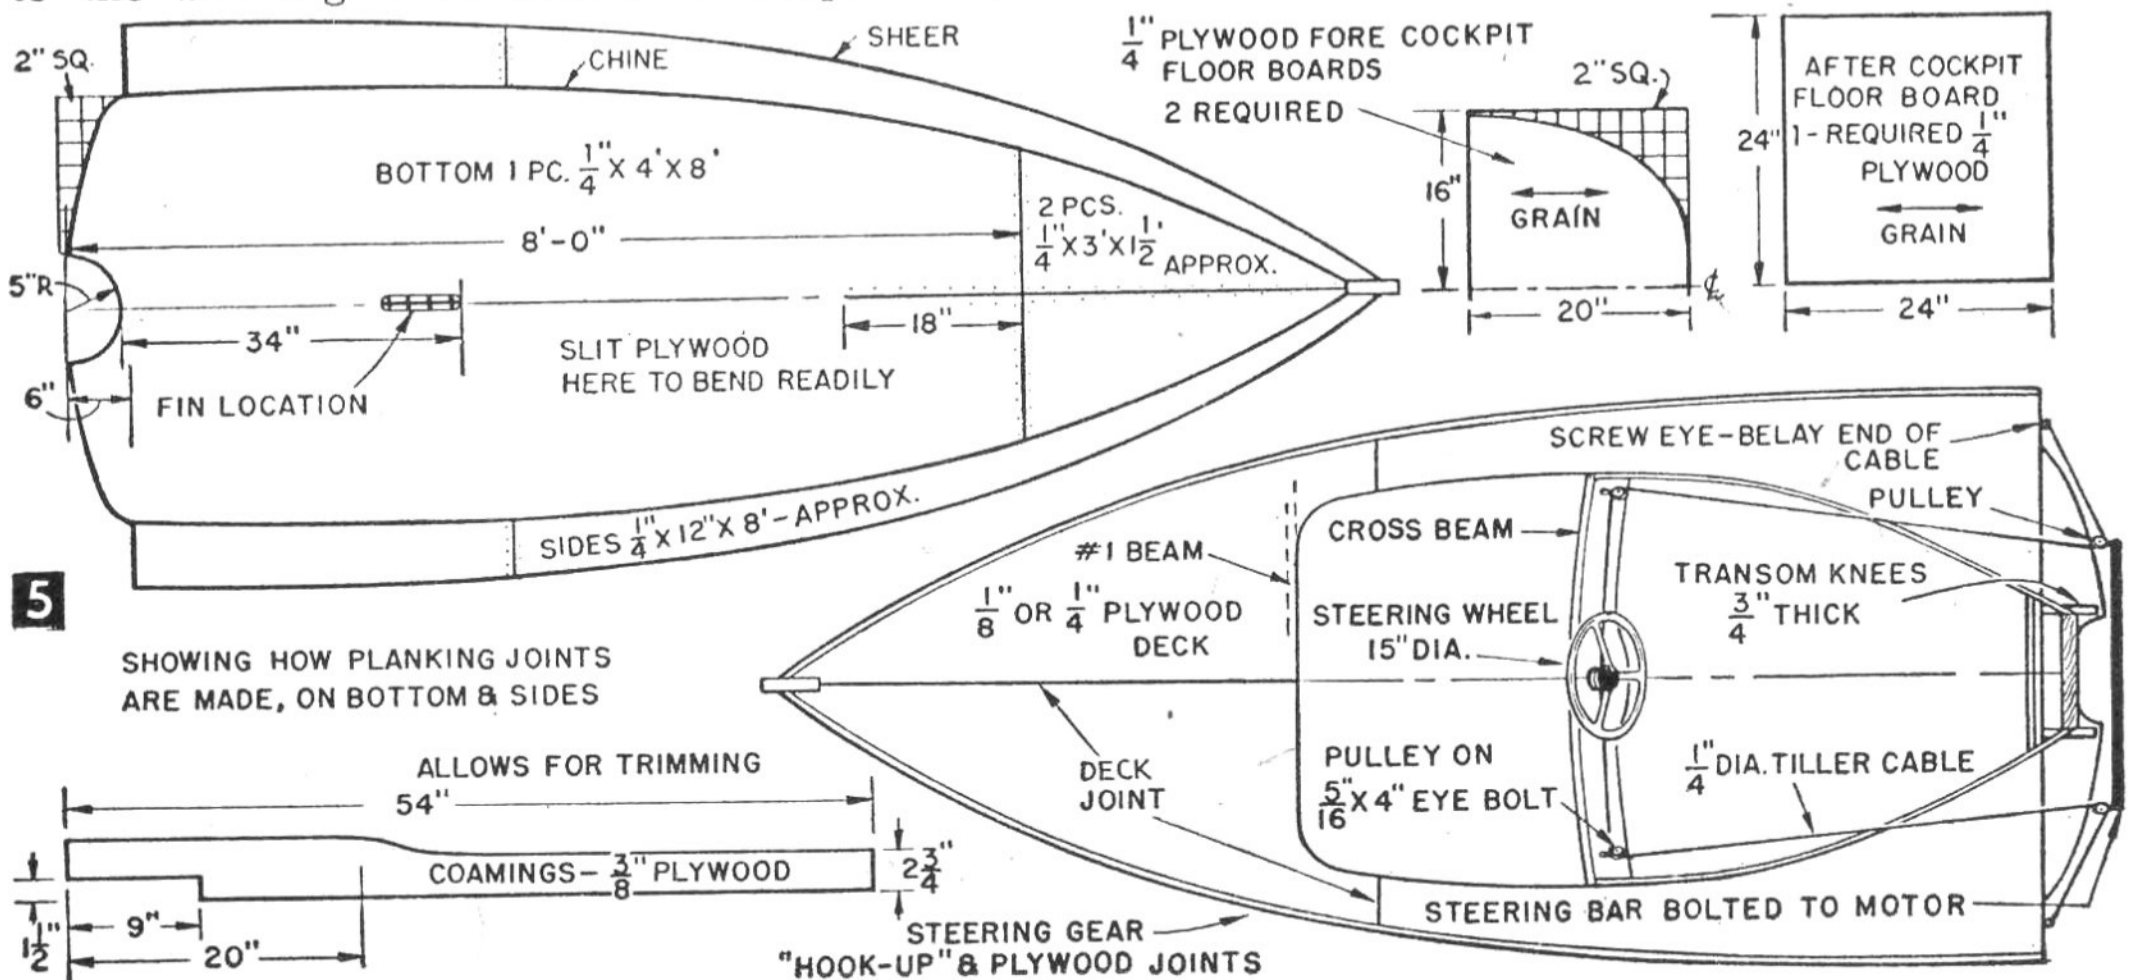 2" SQ.
SHEER
CHINE
BOTTOM 1 PC. 1/4" X 4' X 8'
8'-0"
2 PCS.
1/4" X 3' X 1 1/2'
APPROX.
5"R
34"
18"
6"
FIN LOCATION
SLIT PLYWOOD
HERE TO BEND READILY
SIDES 1/4" X 12" X 8' - APPROX.
1/4" PLYWOOD FORE COCKPIT
FLOOR BOARDS
2 REQUIRED
2" SQ.
16"
GRAIN
20"
AFTER COCKPIT
FLOOR BOARD
1 - REQUIRED 1/4"
PLYWOOD
GRAIN
24"
24"
5
SHOWING HOW PLANKING JOINTS
ARE MADE, ON BOTTOM & SIDES
SCREW EYE - BELAY END OF
CABLE
PULLEY
CROSS BEAM
#1 BEAM
1/8" OR 1/4" PLYWOOD
DECK
STEERING WHEEL
15" DIA.
TRANSOM KNEES
3/4" THICK
DECK
JOINT
PULLEY ON
5/16" X 4" EYE BOLT
1/4" DIA. TILLER CABLE
STEERING BAR BOLTED TO MOTOR
STEERING GEAR
"HOOK-UP" & PLYWOOD JOINTS
ALLOWS FOR TRIMMING
54"
COAMINGS - 3/8" PLYWOOD
2 3/4"
1 1/2"
9"
20"